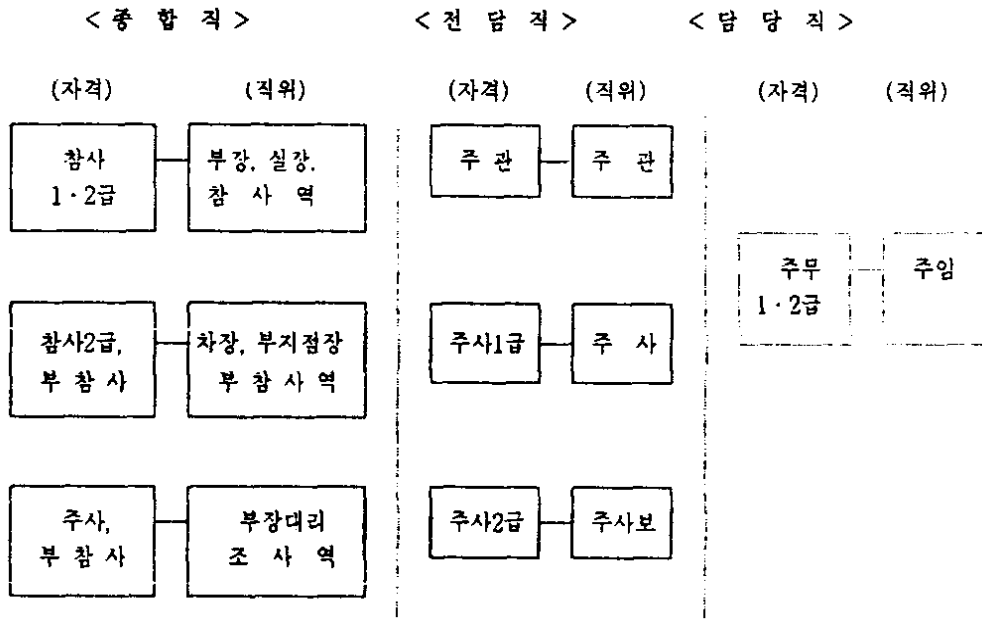 < 종 합 직 >
< 전 담 직 >
< 담 당 직 >
(자격)
(직위)
(자격)
(직위)
(자격)
(직위)
참사
1·2급
부장, 실장,
참 사 역
주 관
주 관
주무
1·2급
주임
참사2급,
부 참 사
차장, 부지점장
부 참 사 역
주사1급
주 사
주사,
부 참 사
부장대리
조 사 역
주사2급
주사보